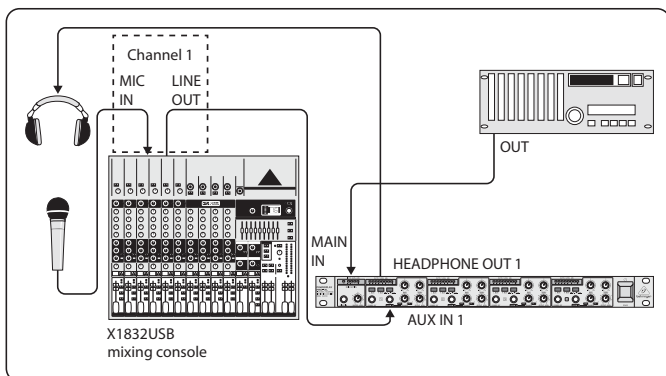 Channel 1
MIC
IN
LINE
OUT
OUT
MAIN
IN
HEADPHONE OUT 1
AUX IN 1
X1832USB
mixing console